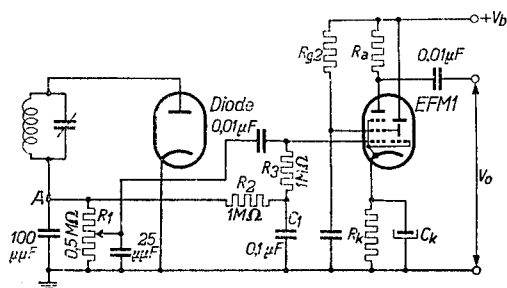 +Vb
Rg2
Ra
0,01µF
Diode
EFM1
0,01µF
Vo
R3
1MΩ
R2
1MΩ
A
R1
0,5MΩ
100
µµF
25
µµF
C1
0,1µF
Rk
Ck